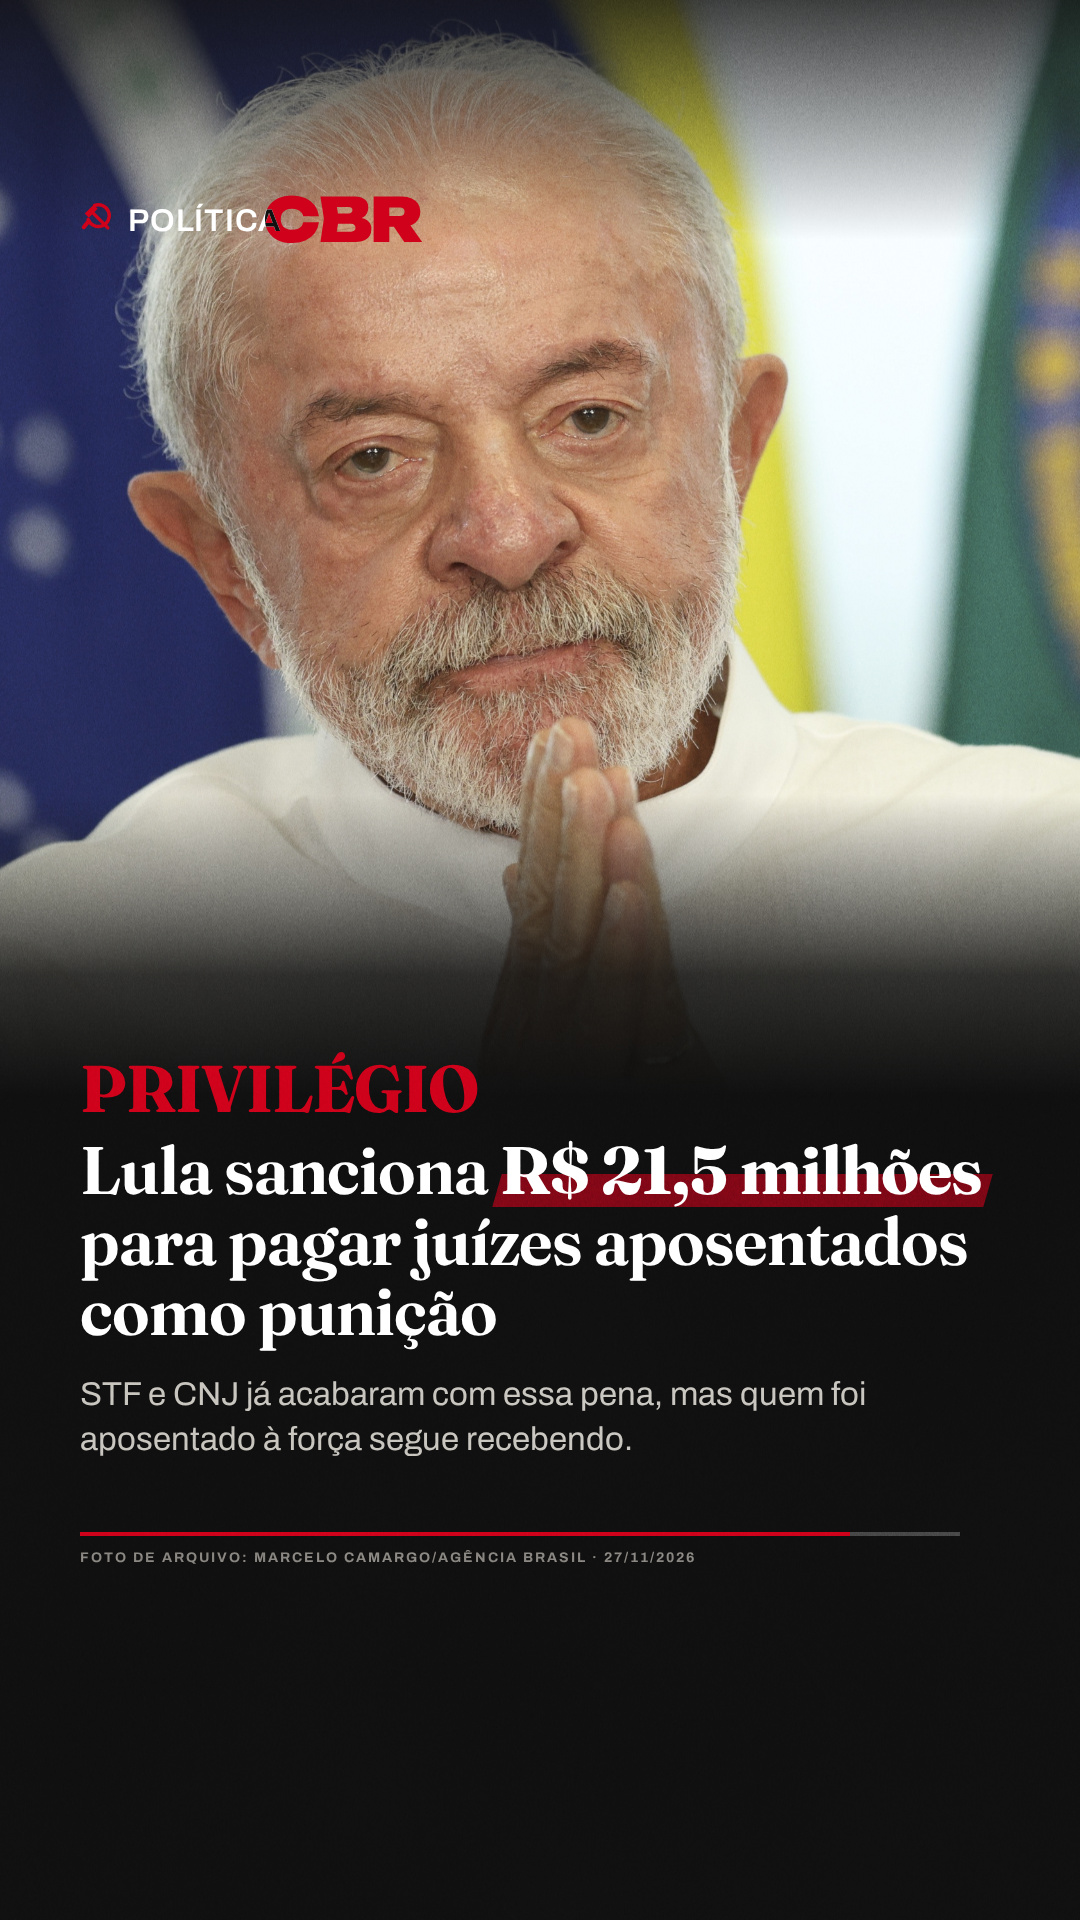 POLÍTICA CBR
PRIVILÉGIO
Lula sanciona R$ 21,5 milhões
para pagar juízes aposentados
como punição
STF e CNJ já acabaram com essa pena, mas quem foi
aposentado à força segue recebendo.
FOTO DE ARQUIVO: MARCELO CAMARGO/AGÊNCIA BRASIL · 27/11/2026